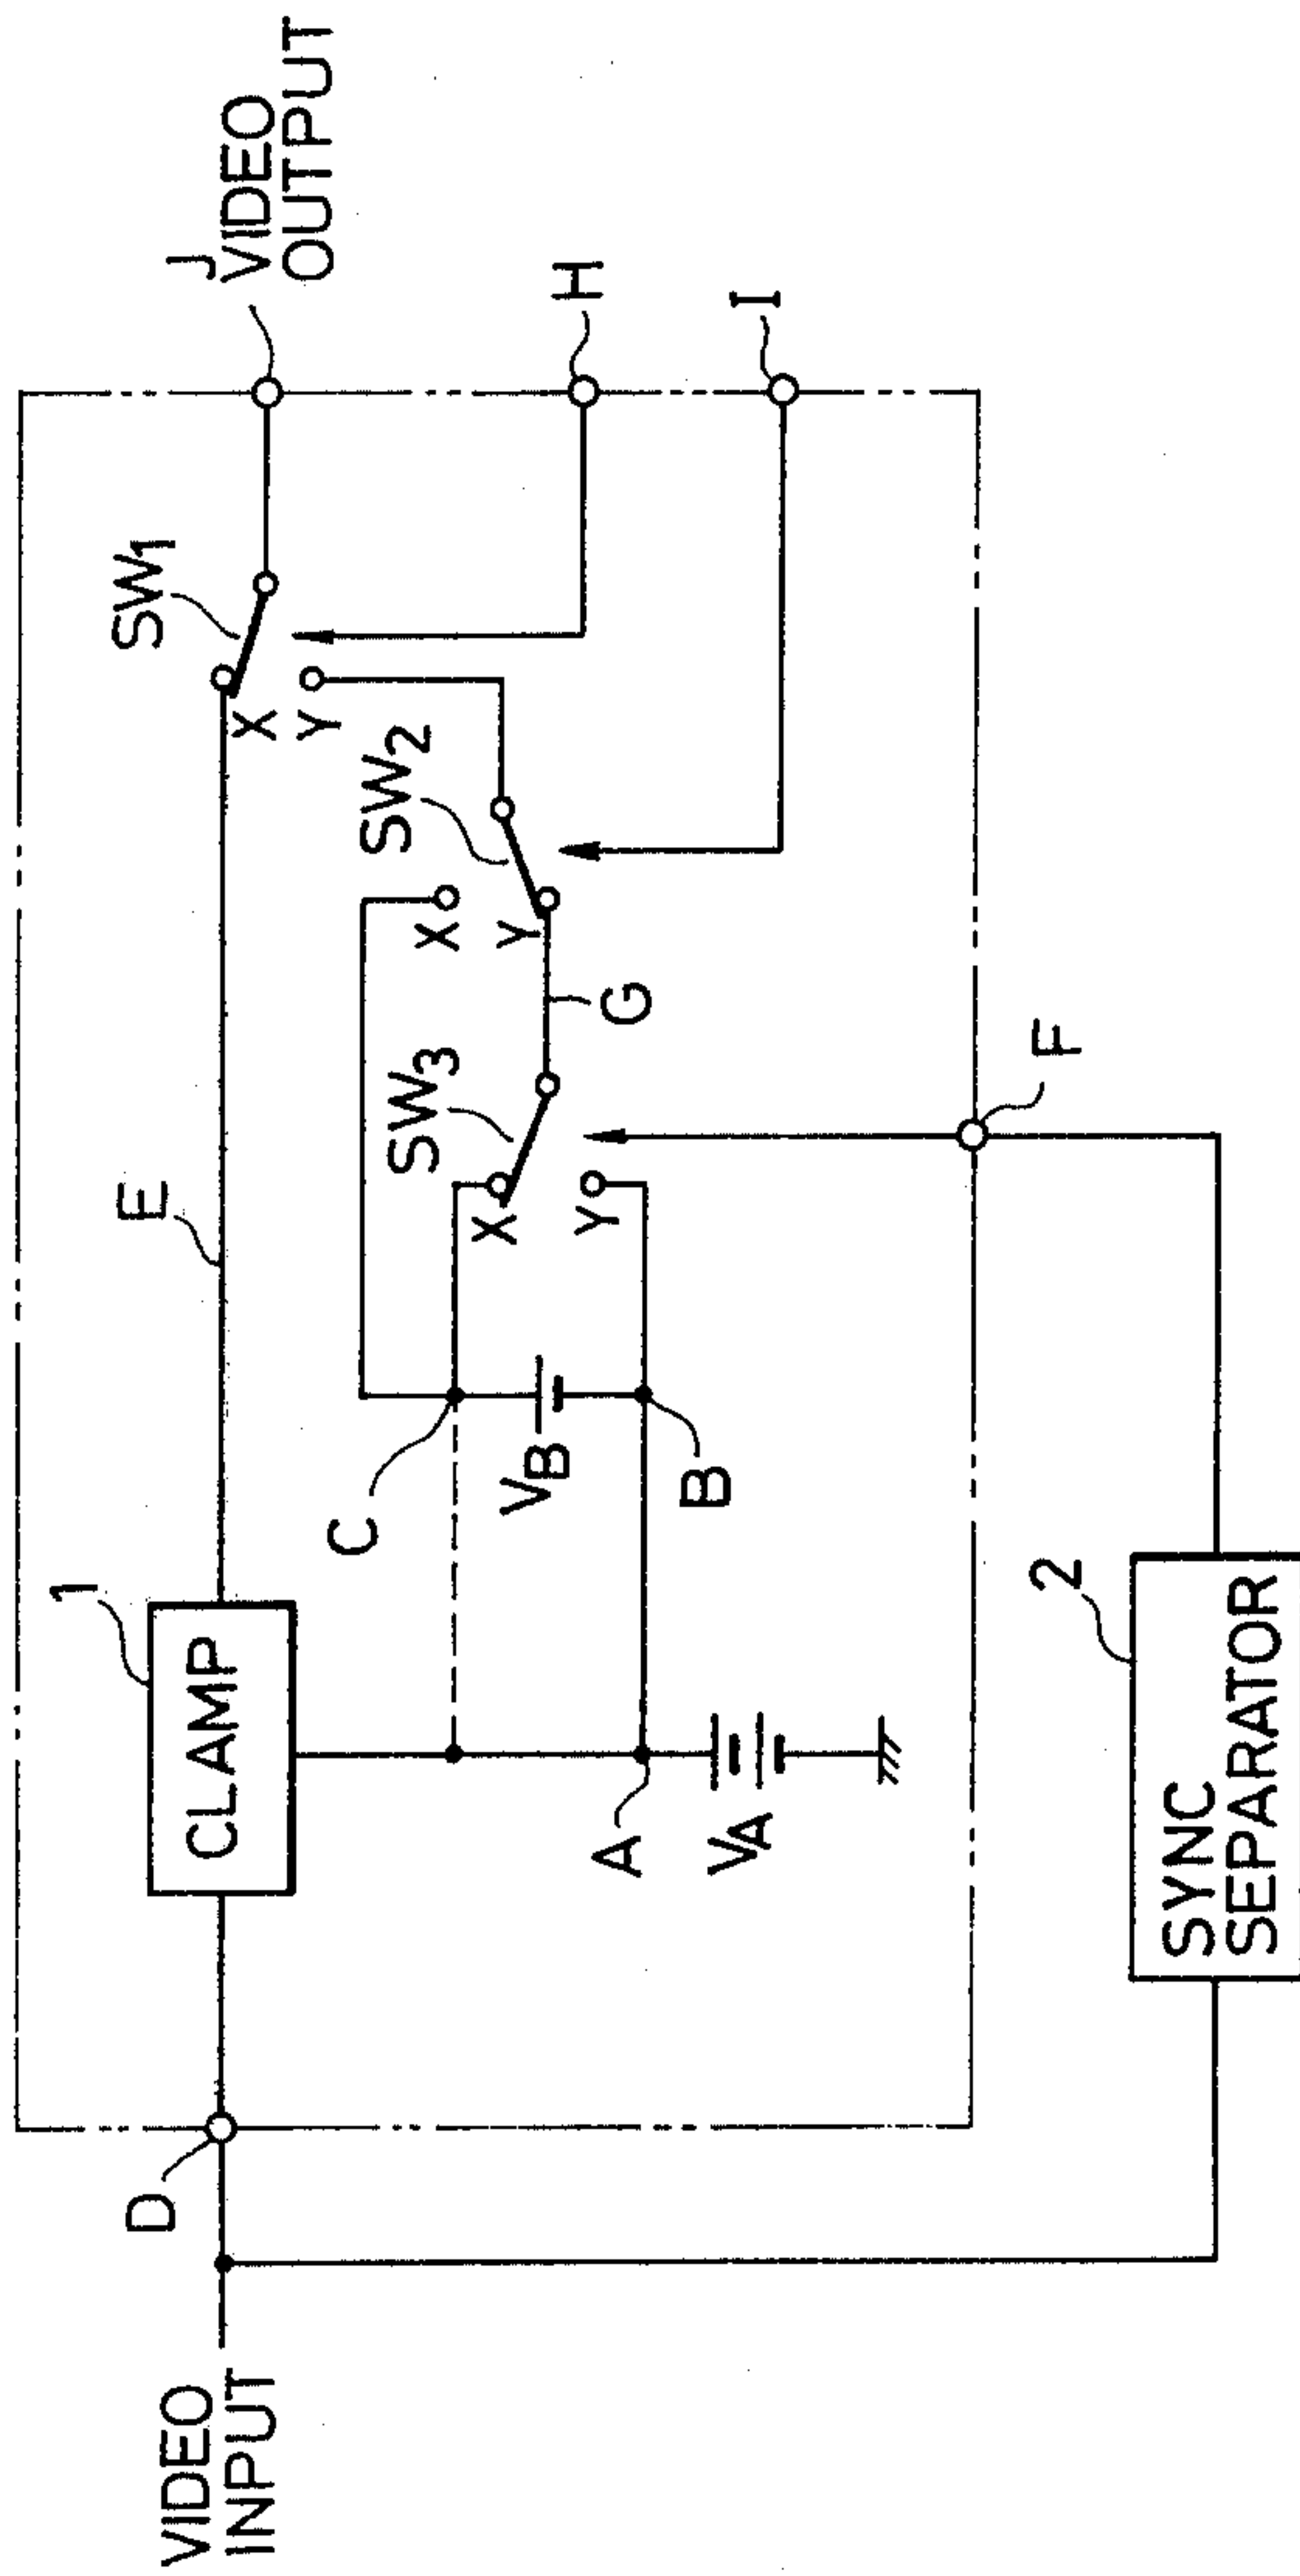 VIDEO
INPUT
D
1
CLAMP
E
SW1
X
Y
J
VIDEO
OUTPUT
H
I
SW2
X
Y
G
SW3
X
Y
C
VB
B
A
VA
F
2
SYNC
SEPARATOR